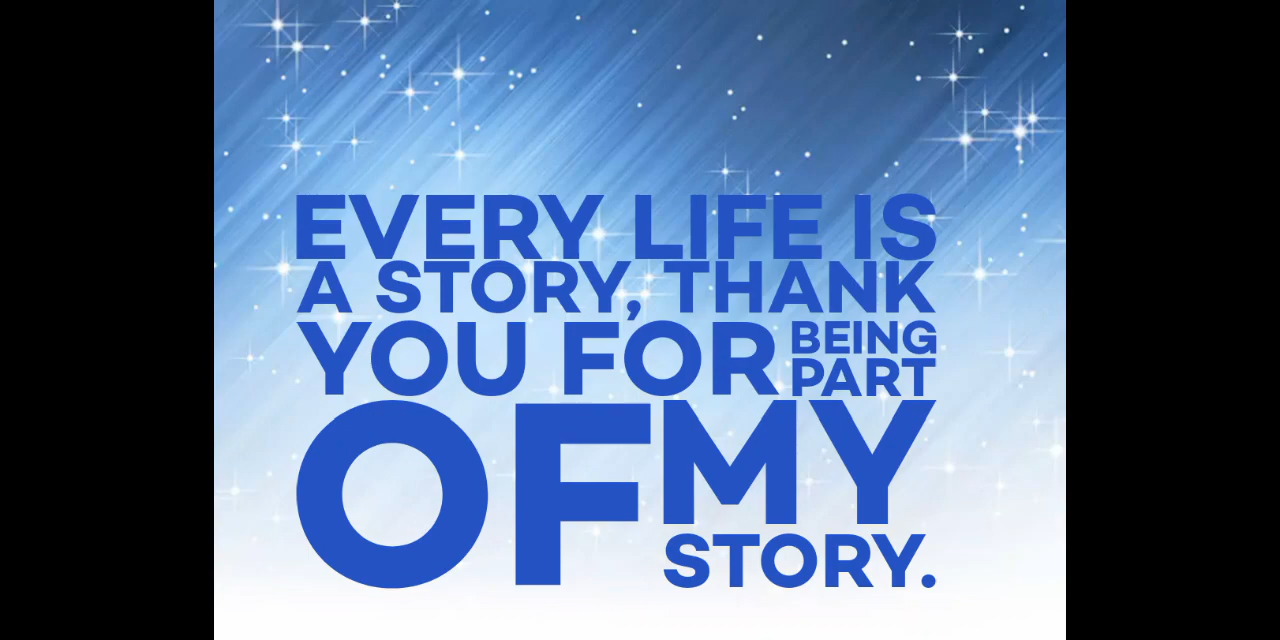 EVERY LIFE IS
A STORY, THANK
YOU FOR BEING
PART
OF MY
STORY.